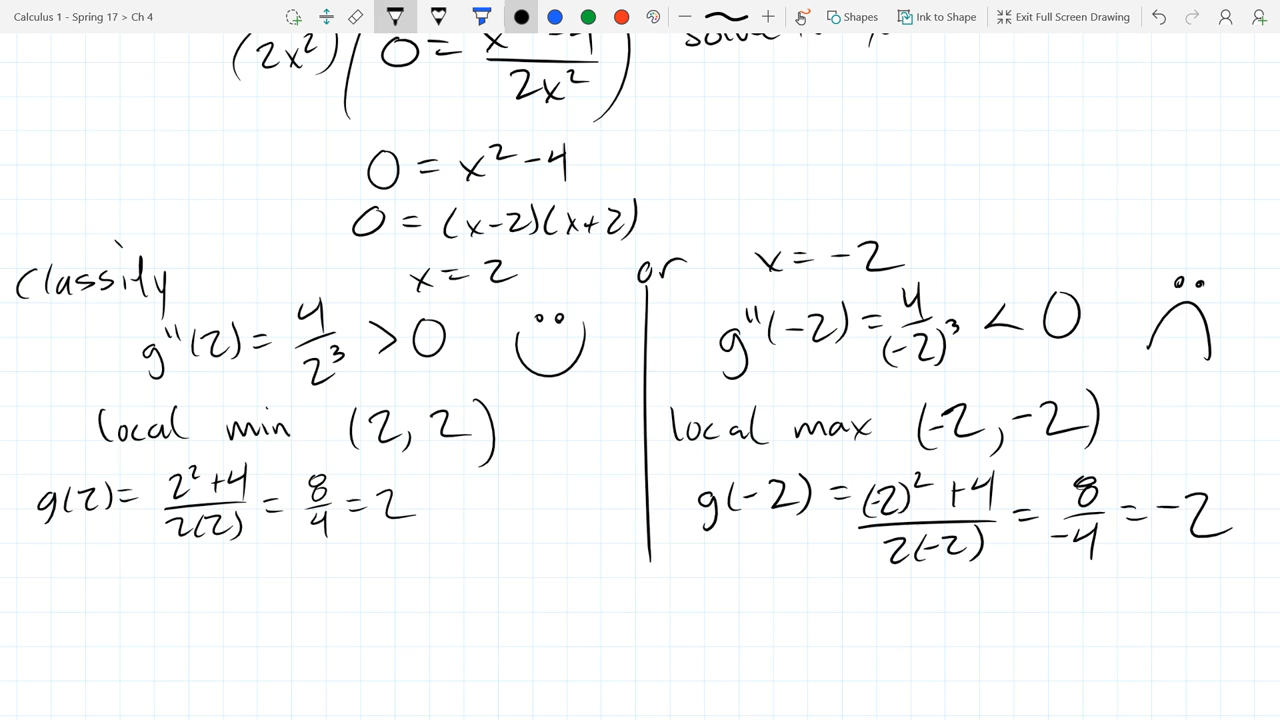 Calculus 1 - Spring 17 > Ch 4
Shapes
Ink to Shape
Exit Full Screen Drawing
(2x²)(0 = (x² - 4)/(2x²))
0 = x² - 4
0 = (x-2)(x+2)
x = 2 or x = -2
Classify
g''(2) = 4/2³ > 0
local min (2, 2)
g(2) = (2² + 4)/(2(2)) = 8/4 = 2
g''(-2) = 4/(-2)³ < 0
local max (-2, -2)
g(-2) = ((-2)² + 4)/(2(-2)) = 8/-4 = -2